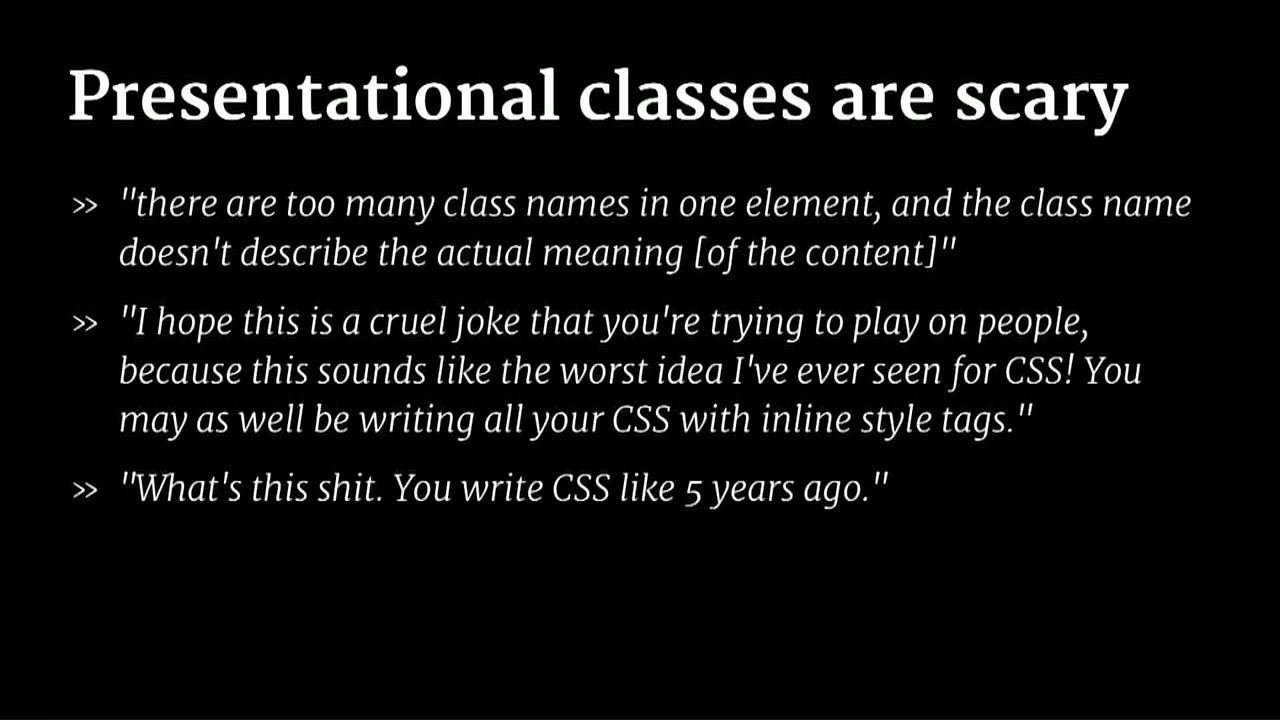 Presentational classes are scary
» "there are too many class names in one element, and the class name
doesn't describe the actual meaning [of the content]"
» "I hope this is a cruel joke that you're trying to play on people,
because this sounds like the worst idea I've ever seen for CSS! You
may as well be writing all your CSS with inline style tags."
» "What's this shit. You write CSS like 5 years ago."